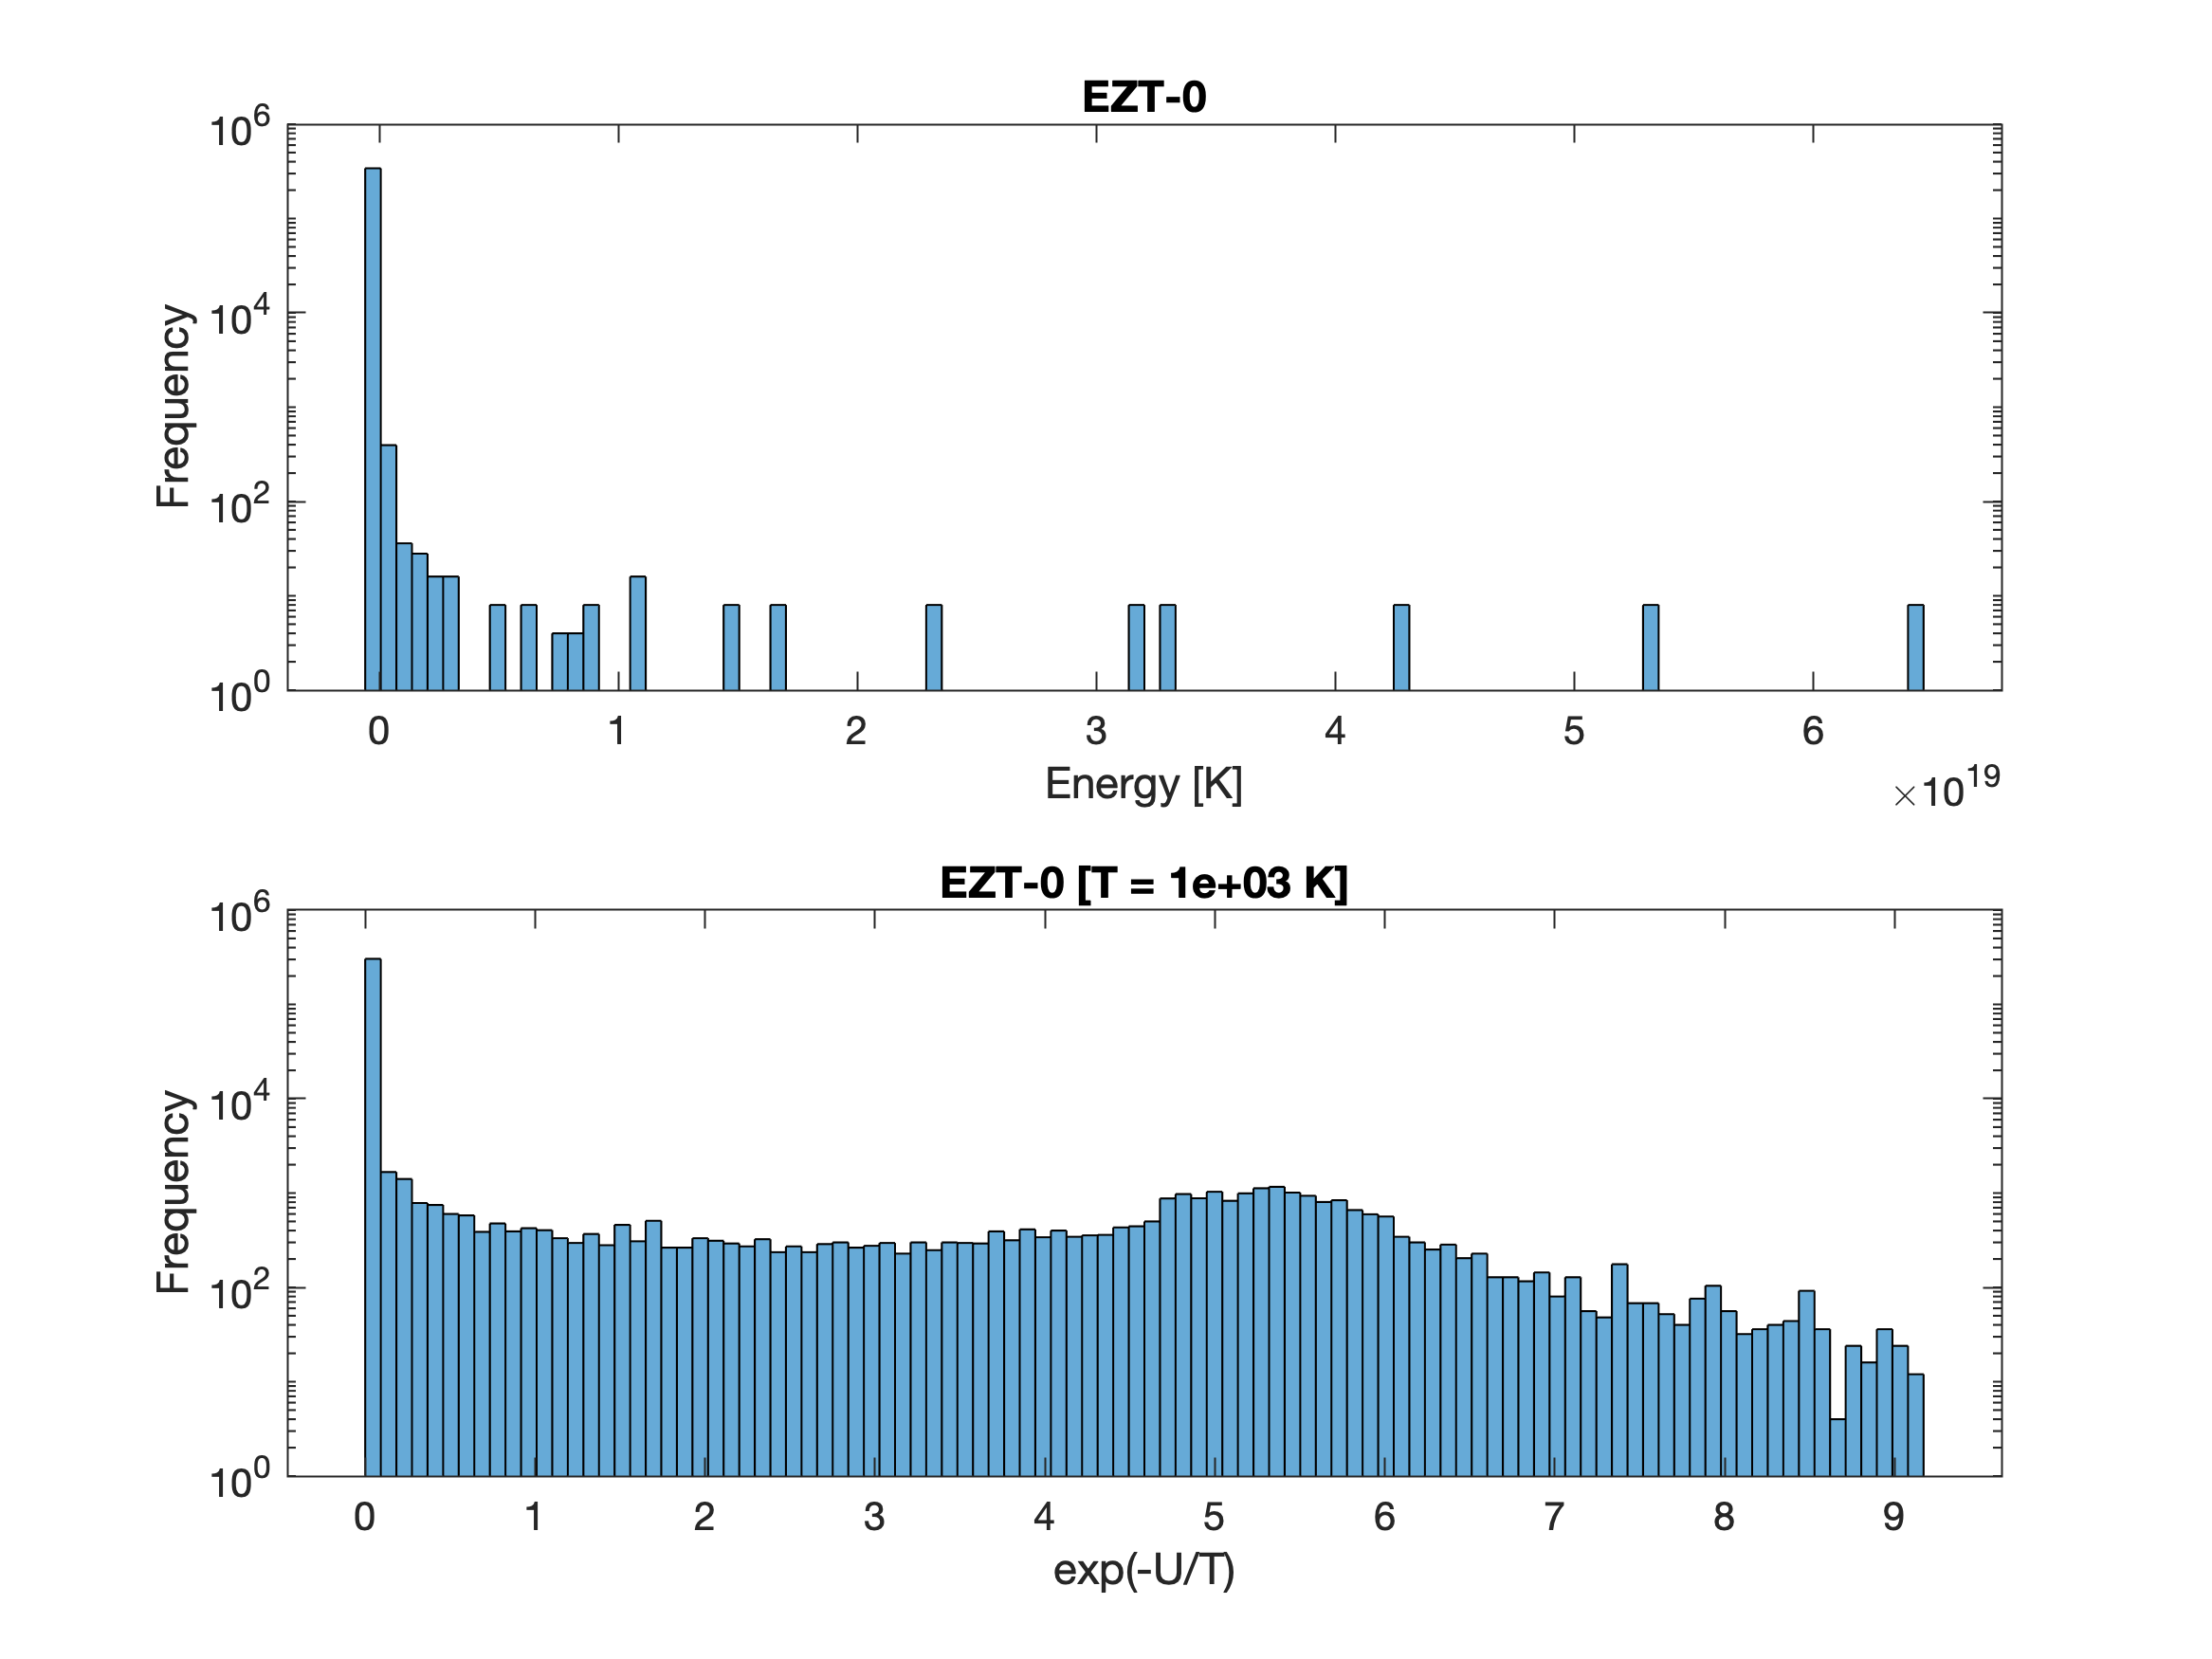 EZT-0
10^6
10^4
10^2
10^0
Frequency
0 1 2 3 4 5 6
Energy [K]
×10^19
EZT-0 [T = 1e+03 K]
10^6
10^4
10^2
10^0
Frequency
0 1 2 3 4 5 6 7 8 9
exp(-U/T)